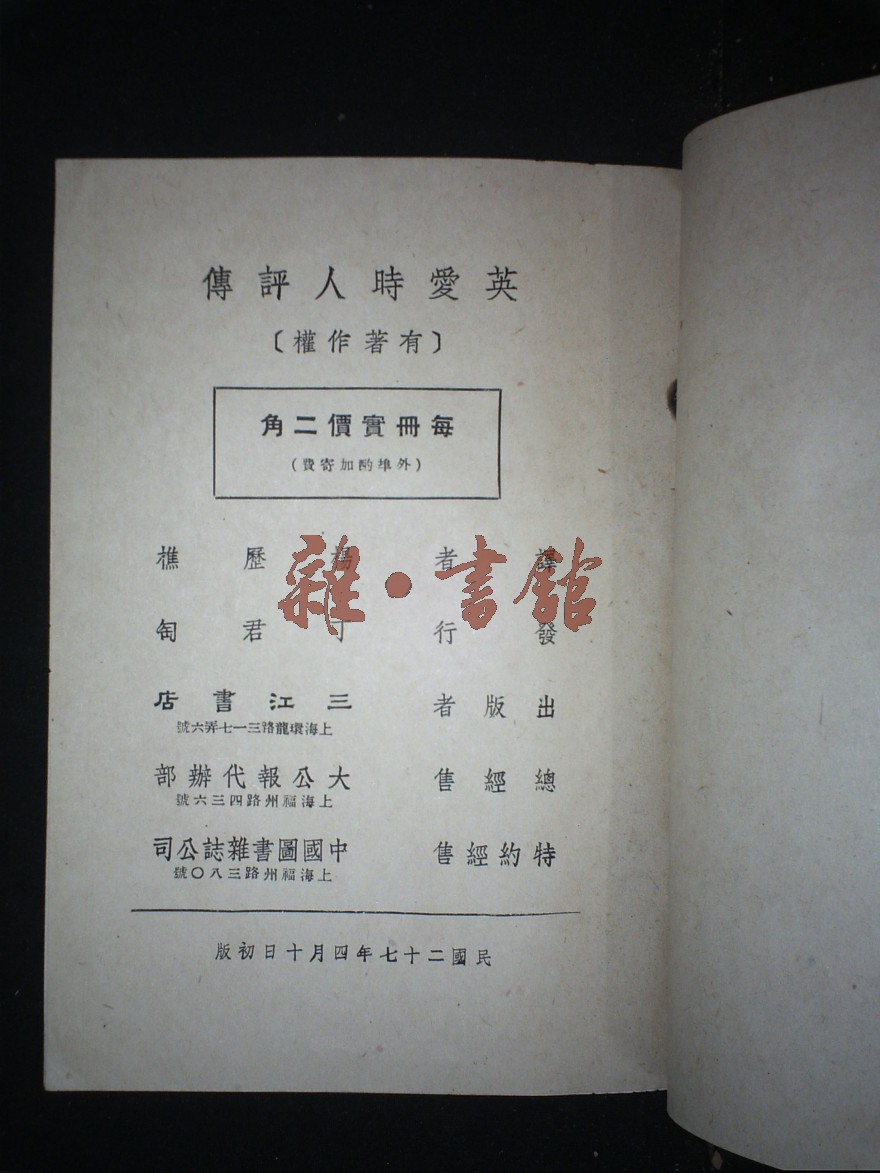 英愛時人評傳
〔有著作權〕
每冊實價二角
(外埠酌加寄費)
譯者 楊歷樵
發行 丁君匋
出版者 三江書店
上海環龍路三一七弄六號
總經售 大公報代辦部
上海福州路四三六號
特約經售 中國圖書雜誌公司
上海福州路三八〇號
民國二十七年四月十日初版
雜·書館